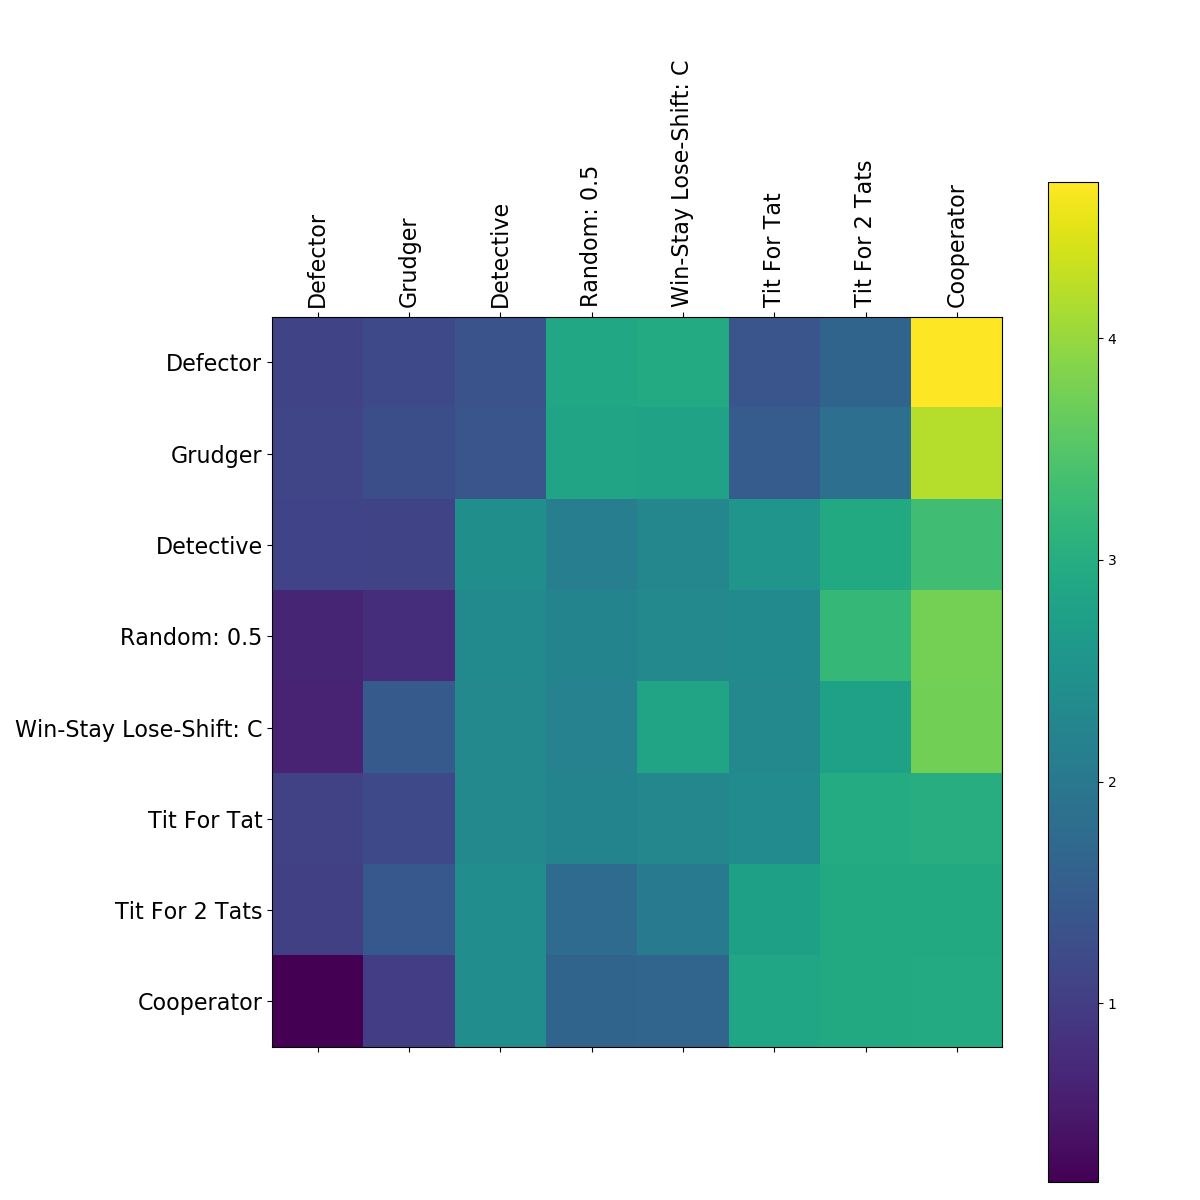 Defector
Grudger
Detective
Random: 0.5
Win-Stay Lose-Shift: C
Tit For Tat
Tit For 2 Tats
Cooperator
Defector
Grudger
Detective
Random: 0.5
Win-Stay Lose-Shift: C
Tit For Tat
Tit For 2 Tats
Cooperator
4
3
2
1